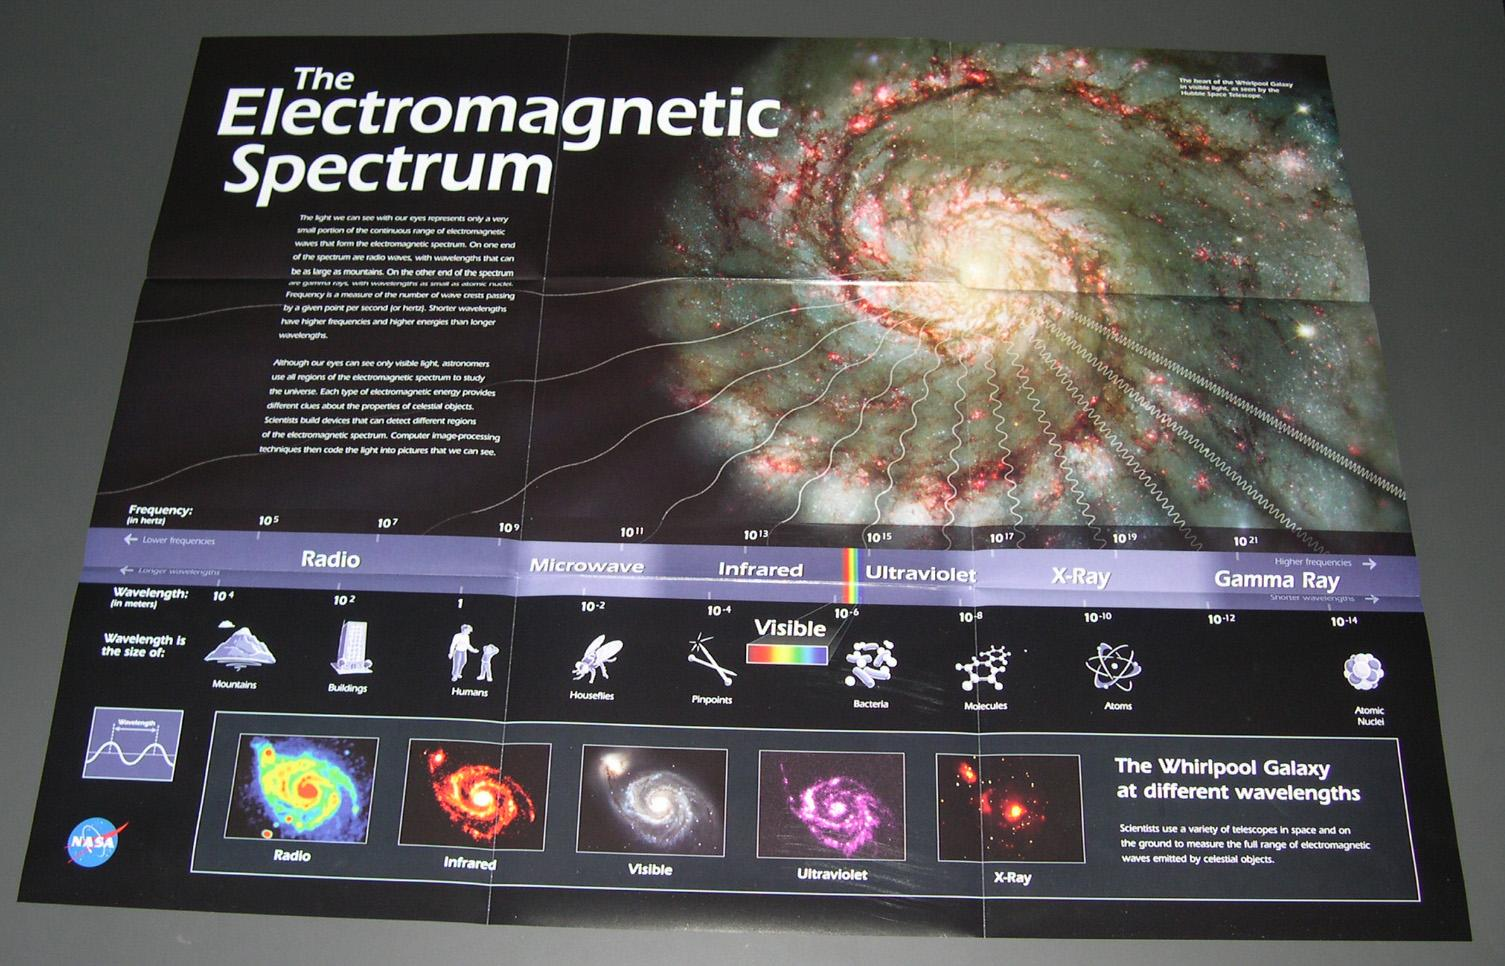 The
Electromagnetic
Spectrum
The heart of the Whirlpool Galaxy
in visible light, as seen by the
Hubble Space Telescope.
The light we can see with our eyes represents only a very
small portion of the continuous range of electromagnetic
waves that form the electromagnetic spectrum. On one end
of the spectrum are radio waves, with wavelengths that can
be as large as mountains. On the other end of the spectrum
are gamma rays, with wavelengths as small as atomic nuclei.
Frequency is a measure of the number of wave crests passing
by a given point per second (or hertz). Shorter wavelengths
have higher frequencies and higher energies than longer
wavelengths.
Although our eyes can see only visible light, astronomers
use all regions of the electromagnetic spectrum to study
the universe. Each type of electromagnetic energy provides
different clues about the properties of celestial objects.
Scientists build devices that can detect different regions
of the electromagnetic spectrum. Computer image-processing
techniques then code the light into pictures that we can see.
Frequency:
(in hertz)
10⁵ 10⁷ 10⁹ 10¹¹ 10¹³ 10¹⁵ 10¹⁷ 10¹⁹ 10²¹
← Lower frequencies
Higher frequencies →
Radio Microwave Infrared Ultraviolet X-Ray Gamma Ray
← Longer wavelengths
Shorter wavelengths →
Wavelength:
(in meters)
10⁴ 10² 1 10⁻² 10⁻⁴ 10⁻⁶ 10⁻⁸ 10⁻¹⁰ 10⁻¹² 10⁻¹⁴
Visible
Wavelength is
the size of:
Mountains Buildings Humans Houseflies Pinpoints Bacteria Molecules Atoms Atomic
Nuclei
Wavelength
NASA
Radio Infrared Visible Ultraviolet X-Ray
The Whirlpool Galaxy
at different wavelengths
Scientists use a variety of telescopes in space and on
the ground to measure the full range of electromagnetic
waves emitted by celestial objects.